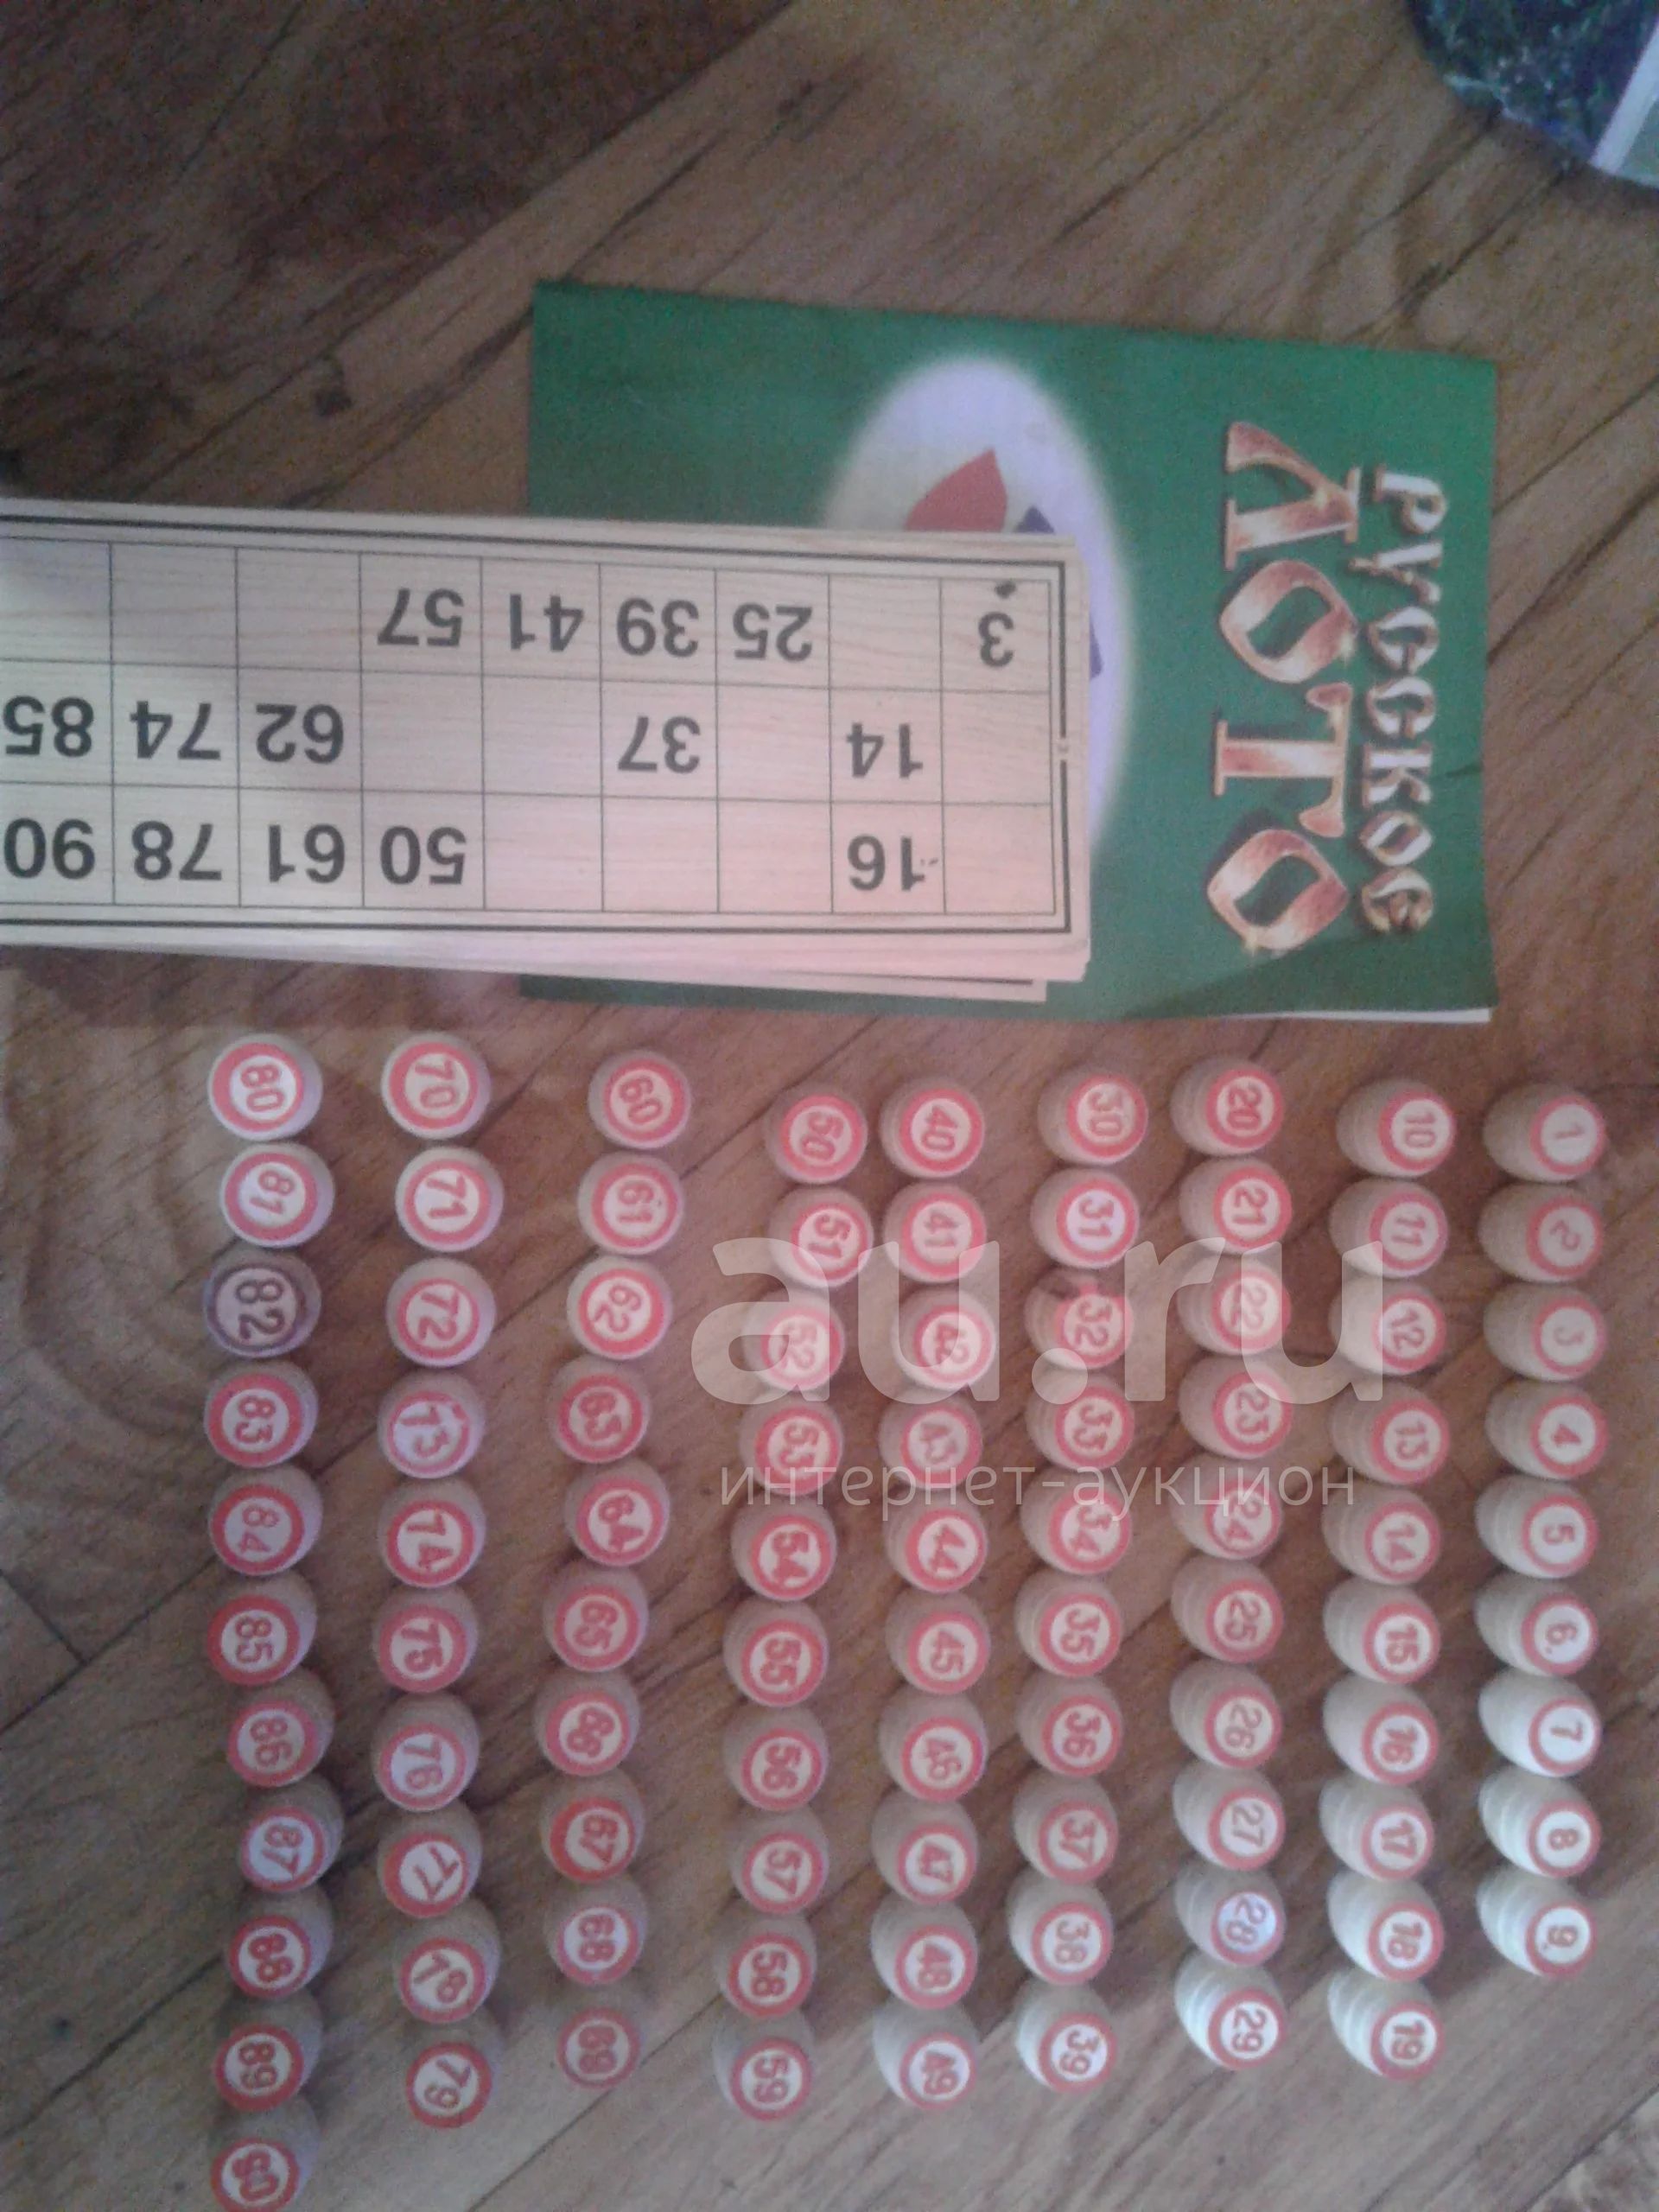 РУССКОЕ
ЛОТО
16 50 61 78 90
14 37 62 74 85
3 25 39 41 57
1 2 3 4 5 6. 7 8 9.
10 11 12 13 14 15 16 17 18 19
20 21 22 23 24 25 26 27 28 29
30 31 32 33 34 35 36 37 38 39
40 41 42 43 44 45 46 47 48 49
50 51 52 53 54 55 56 57 58 59
60 61 62 63 64 65 66 67 68 69
70 71 72 73 74 75 76 77 78 79
80 81 82 83 84 85 86 87 88 89 90
au.ru
интернет-аукцион